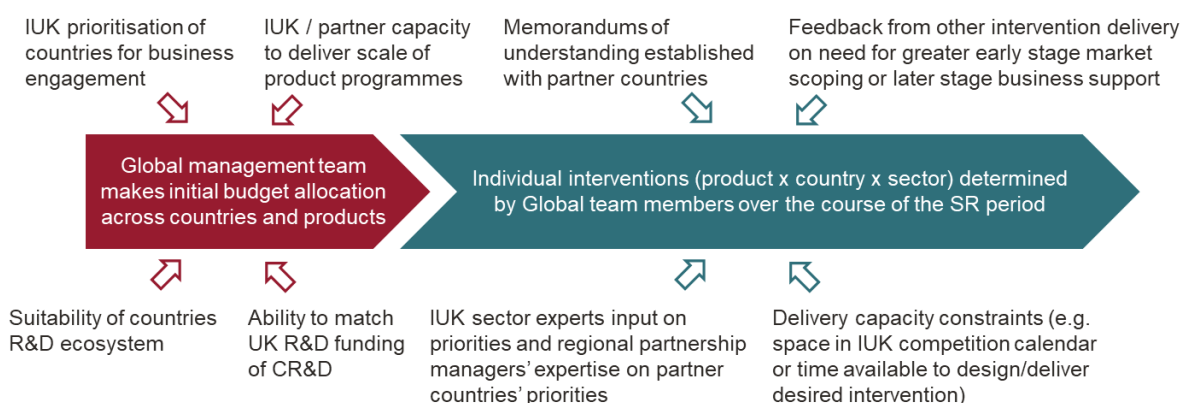 IUK prioritisation of
countries for business
engagement
IUK / partner capacity
to deliver scale of
product programmes
Memorandums of
understanding established
with partner countries
Feedback from other intervention delivery
on need for greater early stage market
scoping or later stage business support
Global management team
makes initial budget allocation
across countries and products
Individual interventions (product x country x sector) determined
by Global team members over the course of the SR period
Suitability of countries
R&D ecosystem
Ability to match
UK R&D funding
of CR&D
IUK sector experts input on
priorities and regional partnership
managers’ expertise on partner
countries’ priorities
Delivery capacity constraints (e.g.
space in IUK competition calendar
or time available to design/deliver
desired intervention)